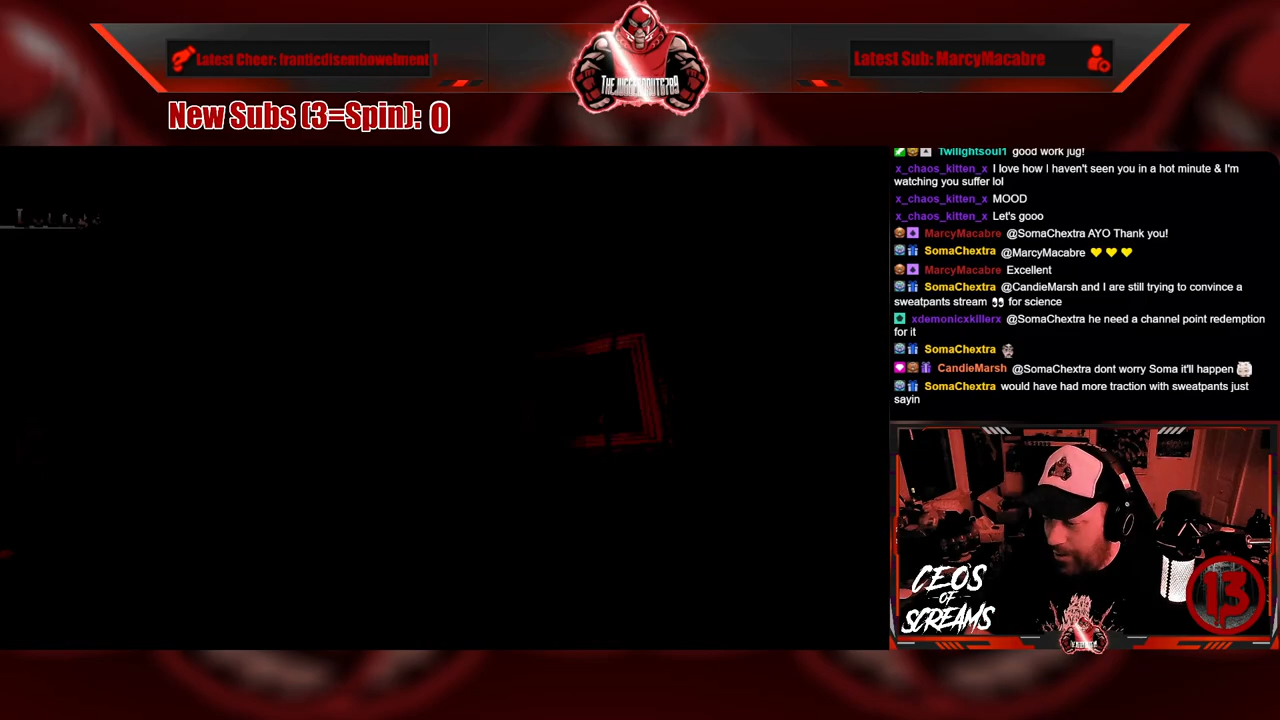 Latest Cheer: franticdisembowelment 1
THEJUGGERNAUT6789
Latest Sub: MarcyMacabre
New Subs (3=Spin): 0
Twilightsoul1 good work jug!
x_chaos_kitten_x I love how I haven't seen you in a hot minute & I'm
watching you suffer lol
x_chaos_kitten_x MOOD
x_chaos_kitten_x Let's gooo
MarcyMacabre @SomaChextra AYO Thank you!
SomaChextra @MarcyMacabre 💛 💛 💛
MarcyMacabre Excellent
SomaChextra @CandieMarsh and I are still trying to convince a
sweatpants stream 👀 for science
xdemonicxkillerx @SomaChextra he need a channel point redemption
for it
SomaChextra
CandieMarsh @SomaChextra dont worry Soma it'll happen
SomaChextra would have had more traction with sweatpants just
sayin
CEOS
OF
SCREAMS
13